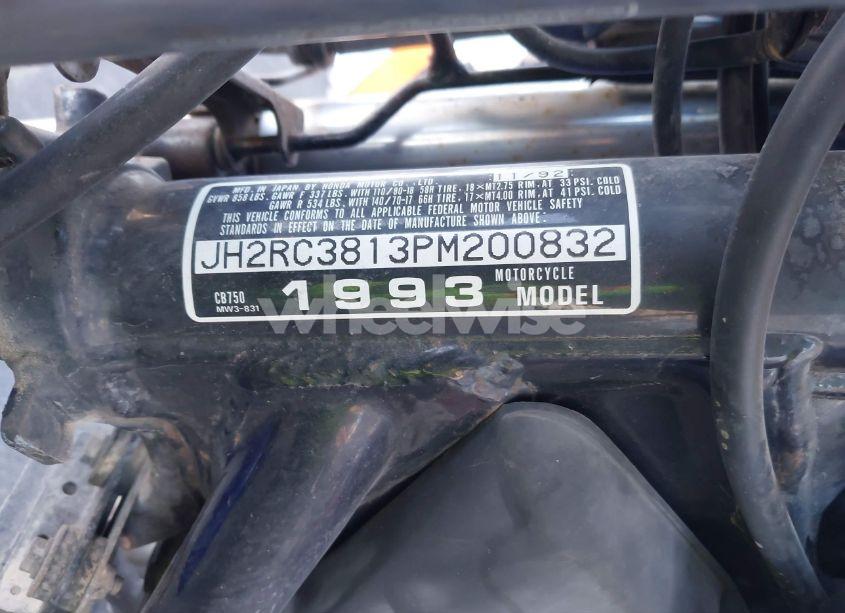 11/92
MFD. IN JAPAN BY HONDA MOTOR CO., LTD.
GVWR 858 LBS. GAWR F 337 LBS. WITH 110/80-18 58H TIRE, 18×MT2.75 RIM, AT 33 PSI. COLD
GAWR R 534 LBS. WITH 140/70-17 66H TIRE, 17×MT4.00 RIM, AT 41 PSI. COLD
THIS VEHICLE CONFORMS TO ALL APPLICABLE FEDERAL MOTOR VEHICLE SAFETY
STANDARDS IN EFFECT ON THE DATE OF MANUFACTURE SHOWN ABOVE:
JH2RC3813PM200832
CB750 1993 MOTORCYCLE
MW3-831 MODEL
wheelwise